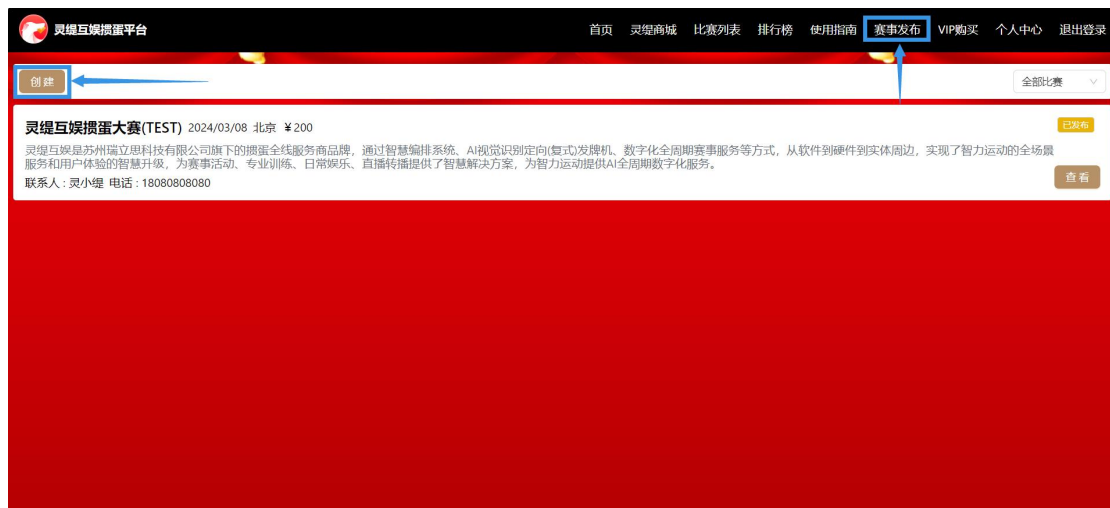 灵缇互娱掼蛋平台
首页 灵缇商城 比赛列表 排行榜 使用指南 赛事发布 VIP购买 个人中心 退出登录
创建
全部比赛
灵缇互娱掼蛋大赛(TEST) 2024/03/08 北京 ¥200
已发布
灵缇互娱是苏州瑞立思科技有限公司旗下的掼蛋全线服务商品牌，通过智慧编排系统、AI视觉识别定向(复式)发牌机、数字化全周期赛事服务等方式，从软件到硬件到实体周边，实现了智力运动的全场景
服务和用户体验的智慧升级，为赛事活动、专业训练、日常娱乐、直播转播提供了智慧解决方案，为智力运动提供AI全周期数字化服务。
联系人 : 灵小缇 电话 : 18080808080
查看